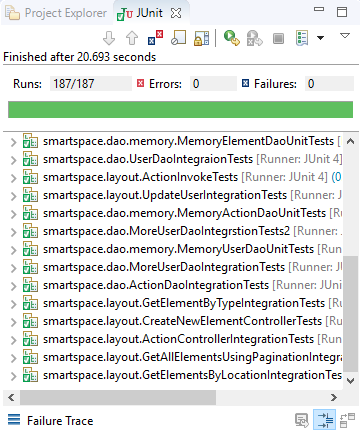 Project Explorer JUnit
Finished after 20.693 seconds
Runs: 187/187 Errors: 0 Failures: 0
smartspace.dao.memory.MemoryElementDaoUnitTests [
smartspace.dao.UserDaoIntegraionTests [Runner: JUnit 4]
smartspace.layout.ActionInvokeTests [Runner: JUnit 4] (0
smartspace.layout.UpdateUserIntegrationTests [Runner:
smartspace.dao.memory.MemoryActionDaoUnitTests [R
smartspace.dao.MoreUserDaoIntegrstionTests2 [Runner:
smartspace.dao.memory.MemoryUserDaoUnitTests [Run
smartspace.dao.MoreUserDaoIntegrationTests [Runner: J
smartspace.dao.ActionDaoIntegrationTests [Runner: JUni
smartspace.layout.GetElementByTypeIntegrationTests [R
smartspace.layout.CreateNewElementControllerTests [R
smartspace.layout.ActionControllerIntegrationTests [Run
smartspace.layout.GetAllElementsUsingPaginationIntegra
smartspace.layout.GetElementsByLocationIntegrationTes
Failure Trace